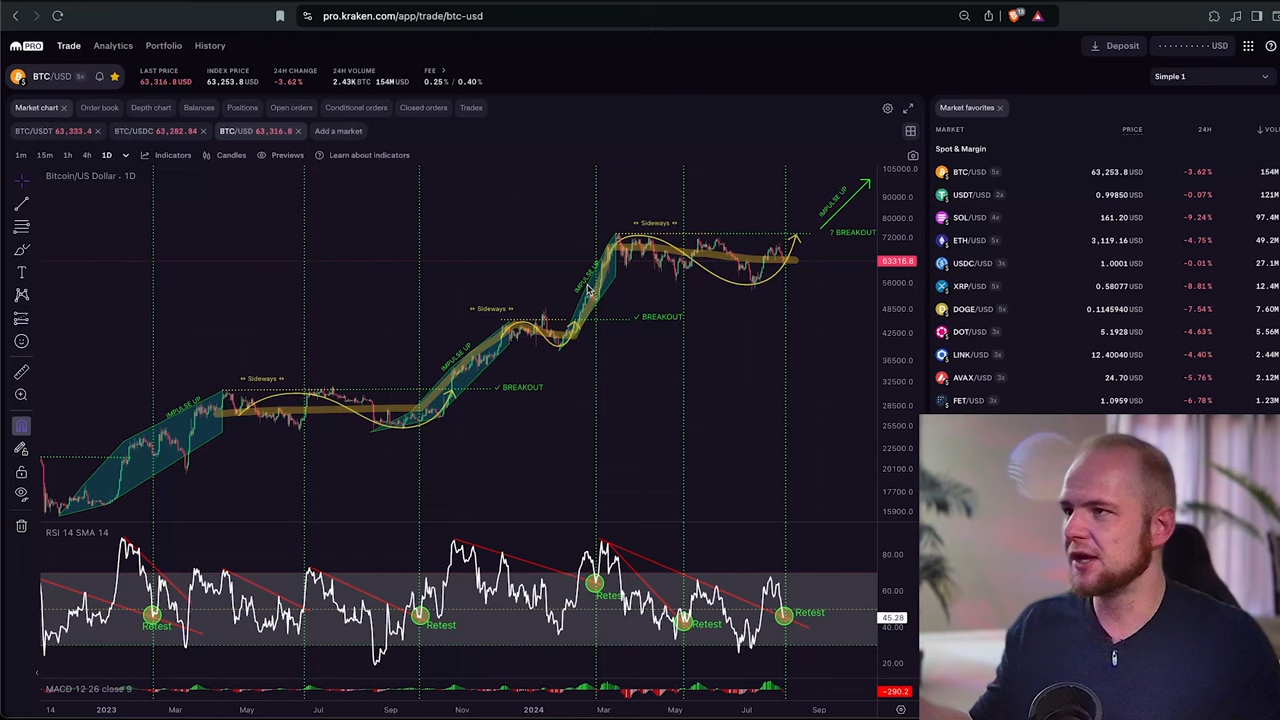 pro.kraken.com/app/trade/btc-usd
13
PRO Trade Analytics Portfolio History
Deposit
·········· USD
BTC/USD 5x
LAST PRICE INDEX PRICE 24H CHANGE 24H VOLUME FEE
63,316.8 USD 63,253.8 USD -3.62% 2.43K BTC 154M USD 0.25% / 0.40%
Simple 1
Market chart Order book Depth chart Balances Positions Open orders Conditional orders Closed orders Trades
Market favorites
BTC/USDT 63,333.4 BTC/USDC 63,282.84 BTC/USD 63,316.8 Add a market
MARKET PRICE 24H VOL
Spot & Margin
1m 15m 1h 4h 1D Indicators Candles Previews Learn about indicators
Bitcoin/US Dollar · 1D
BTC/USD 5x 63,253.8 USD -3.62% 154M
USDT/USD 2x 0.99850 USD -0.07% 121M
SOL/USD 4x 161.20 USD -9.24% 97.4M
ETH/USD 5x 3,119.16 USD -4.75% 49.2M
USDC/USD 3x 1.0001 USD -0.01% 27.1M
XRP/USD 5x 0.58077 USD -3.81% 10.8M
DOGE/USD 5x 0.1145940 USD -7.54% 7.60M
DOT/USD 3x 5.1928 USD -4.63% 5.56M
LINK/USD 3x 12.40040 USD -4.40% 2.44M
AVAX/USD 3x 24.70 USD -5.76% 2.12M
FET/USD 3x 1.0959 USD -6.78% 1.23M
105000.0
90000.0
80000.0
72000.0
63316.8
56000.0
48500.0
42500.0
36500.0
32500.0
28500.0
25500.0
22500.0
20100.0
17700.0
15900.0
IMPULSE UP
? BREAKOUT
⇔ Sideways ⇔
IMPULSE UP
⇔ Sideways ⇔
✓ BREAKOUT
IMPULSE UP
⇔ Sideways ⇔
✓ BREAKOUT
IMPULSE UP
RSI 14 SMA 14
80.00
60.00
45.28
40.00
20.00
Retest
Retest
Retes
Retest
Retest
MACD 12 26 close 9
-290.2
14 2023 Mar May Jul Sep Nov 2024 Mar May Jul Sep